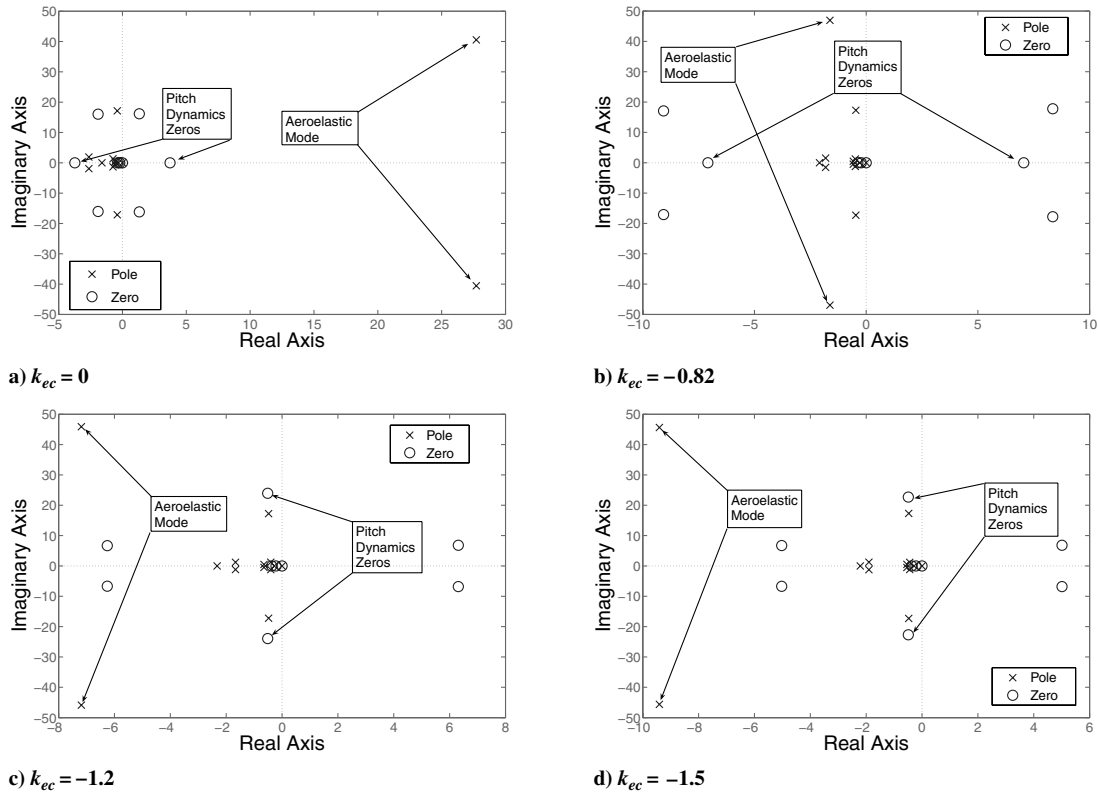 50
40
30
20
10
0
−10
−20
−30
−40
−50
Imaginary Axis
Pitch
Dynamics
Zeros
Aeroelastic
Mode
Pole
Zero
−5
0
5
10
15
20
25
30
Real Axis
a) kec = 0
50
40
30
20
10
0
−10
−20
−30
−40
−50
Imaginary Axis
Aeroelastic
Mode
Pitch
Dynamics
Zeros
Pole
Zero
−10
−5
0
5
10
Real Axis
b) kec = −0.82
50
40
30
20
10
0
−10
−20
−30
−40
−50
Imaginary Axis
Pole
Zero
Aeroelastic
Mode
Pitch
Dynamics
Zeros
−8
−6
−4
−2
0
2
4
6
8
Real Axis
c) kec = −1.2
50
40
30
20
10
0
−10
−20
−30
−40
−50
Imaginary Axis
Aeroelastic
Mode
Pitch
Dynamics
Zeros
Pole
Zero
−10
−8
−6
−4
−2
0
2
4
6
Real Axis
d) kec = −1.5